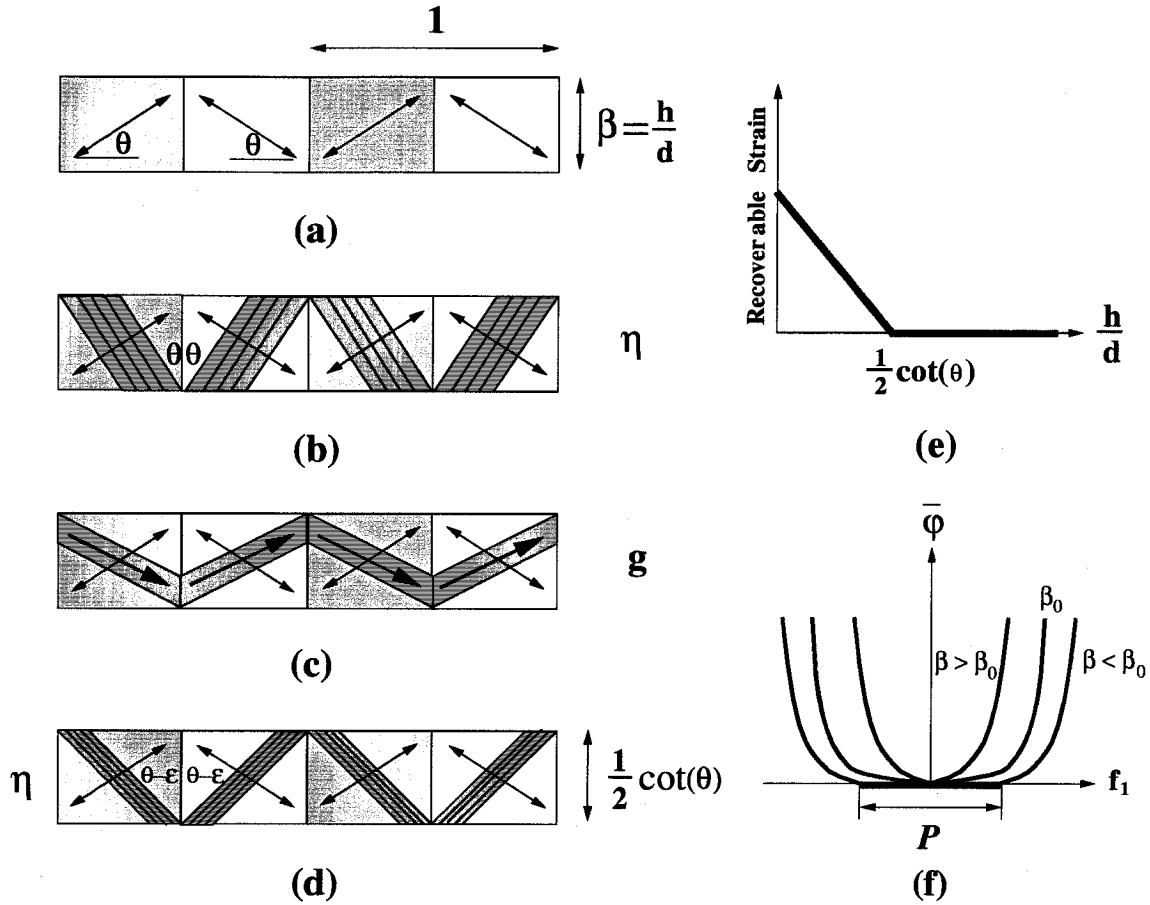 1
θ θ
β = h/d
(a)
θθ
η
(b)
g
(c)
η
θ-ε θ-ε
1/2 cot(θ)
(d)
Recoverable Strain
h/d
1/2 cot(θ)
(e)
φ̄
β₀
β > β₀
β < β₀
f₁
P
(f)